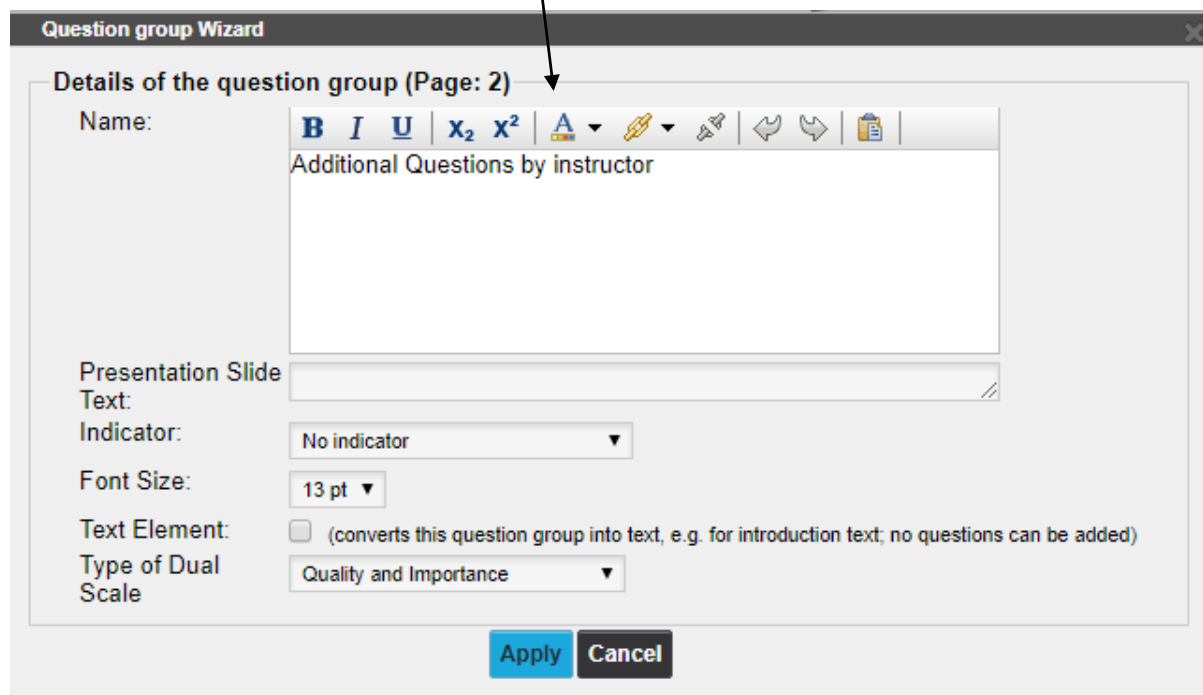 Question group Wizard
Details of the question group (Page: 2)
Name:
B I U X₂ X² A
Additional Questions by instructor
Presentation Slide
Text:
Indicator:
No indicator
Font Size:
13 pt
Text Element:
(converts this question group into text, e.g. for introduction text; no questions can be added)
Type of Dual
Scale
Quality and Importance
Apply Cancel